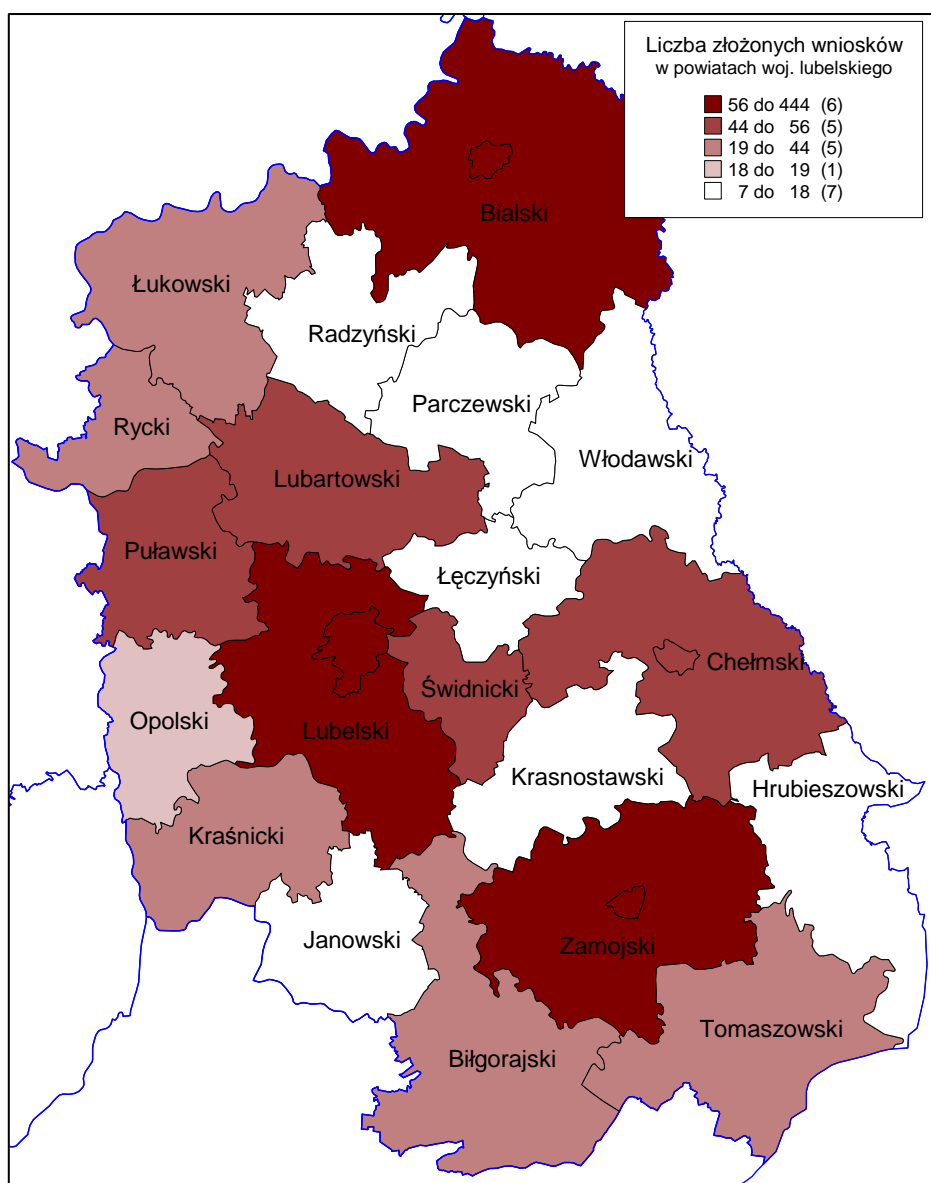 Liczba złożonych wniosków
w powiatach woj. lubelskiego
56 do 444 (6)
44 do 56 (5)
19 do 44 (5)
18 do 19 (1)
7 do 18 (7)
Bialski
Łukowski
Radzyński
Parczewski
Rycki
Włodawski
Lubartowski
Puławski
Łęczyński
Chełmski
Świdnicki
Opolski
Lubelski
Krasnostawski
Hrubieszowski
Kraśnicki
Janowski
Zamojski
Tomaszowski
Biłgorajski